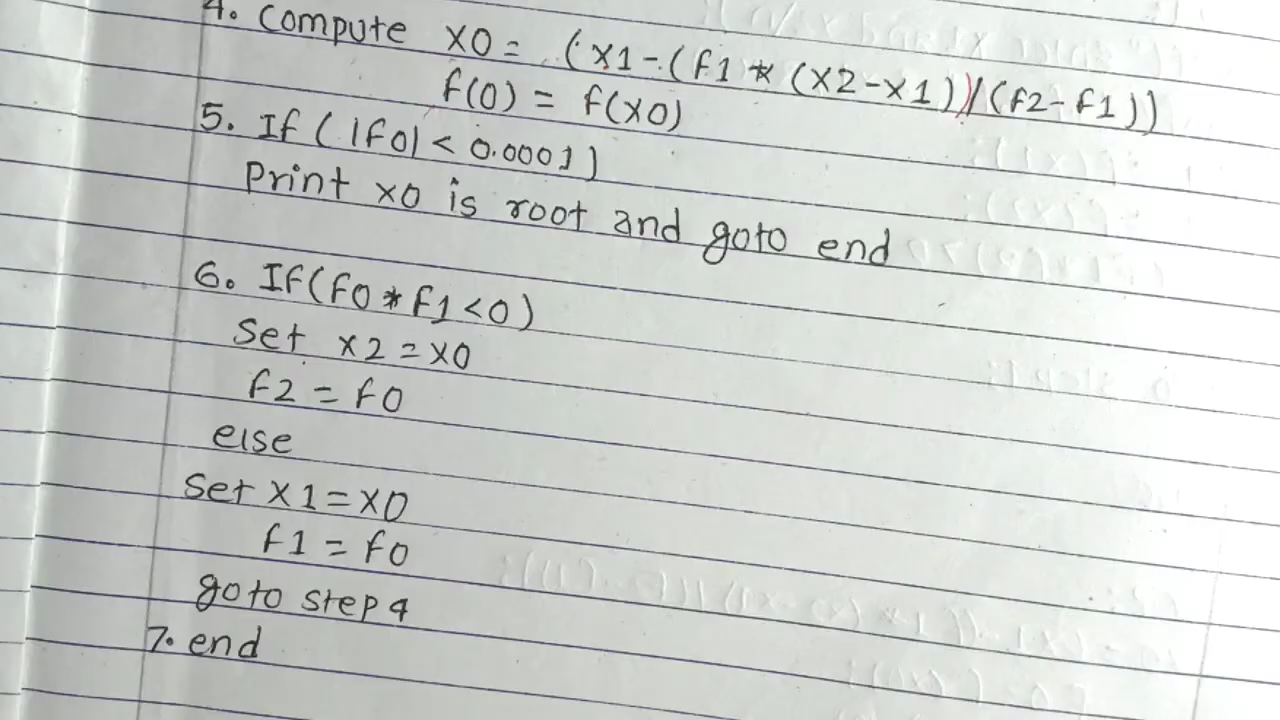 4. Compute x0 = (x1-(f1*(x2-x1))/(f2-f1))
f(0) = f(x0)
5. If (|f0| < 0.0001)
Print x0 is root and goto end
6. If(f0*f1<0)
Set x2=x0
f2 = f0
else
Set x1=x0
f1 = f0
goto step 4
7. end